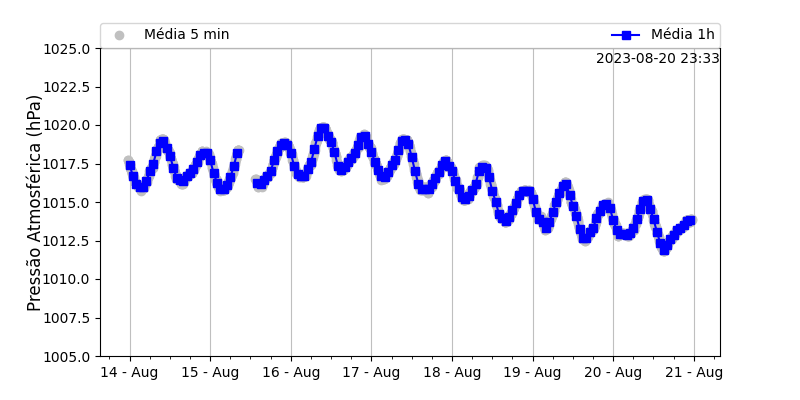 Média 5 min
Média 1h
2023-08-20 23:33
Pressão Atmosférica (hPa)
1025.0
1022.5
1020.0
1017.5
1015.0
1012.5
1010.0
1007.5
1005.0
14 - Aug
15 - Aug
16 - Aug
17 - Aug
18 - Aug
19 - Aug
20 - Aug
21 - Aug